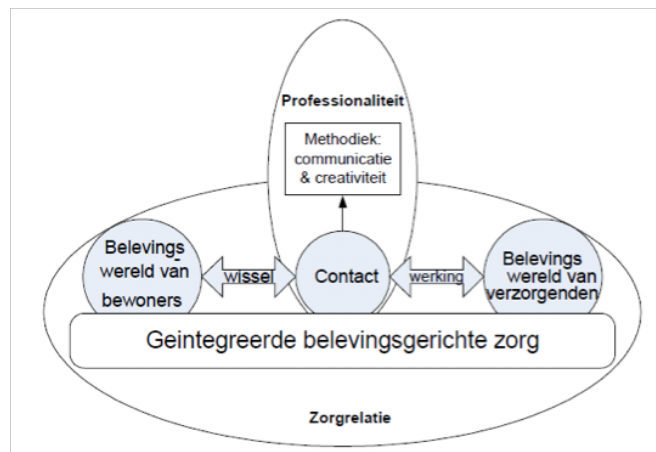 Professionaliteit
Methodiek:
communicatie
& creativiteit
Belevings
-
wereld van
bewoners
wissel
Contact
werking
Belevings
wereld van
verzorgenden
Geintegreerde belevingsgerichte zorg
Zorgrelatie